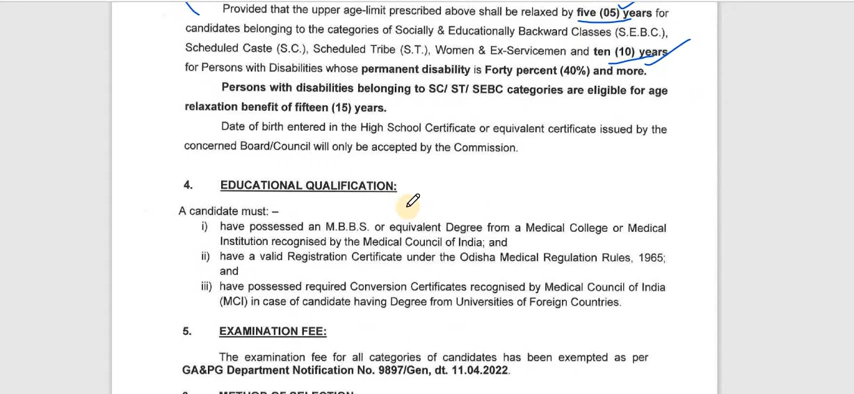 Provided that the upper age-limit prescribed above shall be relaxed by five (05) years for
candidates belonging to the categories of Socially & Educationally Backward Classes (S.E.B.C.),
Scheduled Caste (S.C.), Scheduled Tribe (S.T.), Women & Ex-Servicemen and ten (10) years
for Persons with Disabilities whose permanent disability is Forty percent (40%) and more.
Persons with disabilities belonging to SC/ ST/ SEBC categories are eligible for age
relaxation benefit of fifteen (15) years.
Date of birth entered in the High School Certificate or equivalent certificate issued by the
concerned Board/Council will only be accepted by the Commission.
4. EDUCATIONAL QUALIFICATION:
A candidate must: –
i) have possessed an M.B.B.S. or equivalent Degree from a Medical College or Medical
Institution recognised by the Medical Council of India; and
ii) have a valid Registration Certificate under the Odisha Medical Regulation Rules, 1965;
and
iii) have possessed required Conversion Certificates recognised by Medical Council of India
(MCI) in case of candidate having Degree from Universities of Foreign Countries.
5. EXAMINATION FEE:
The examination fee for all categories of candidates has been exempted as per
GA&PG Department Notification No. 9897/Gen, dt. 11.04.2022.